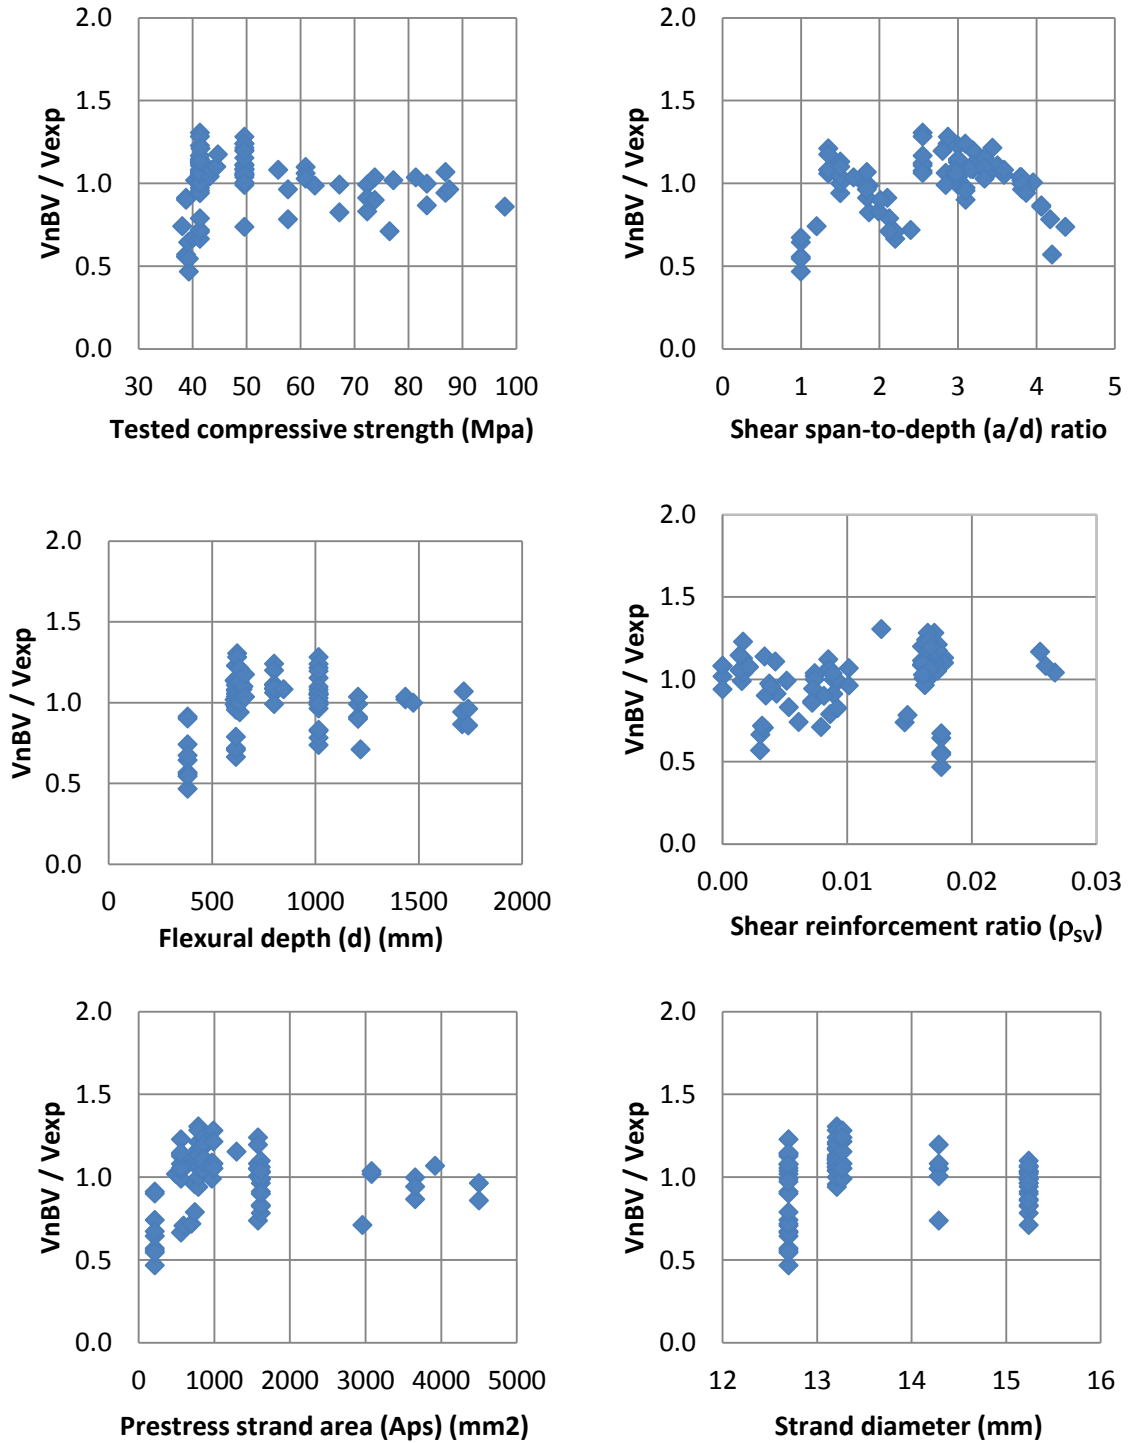 2.0
1.5
1.0
0.5
0.0
VnBV / Vexp
30 40 50 60 70 80 90 100
Tested compressive strength (Mpa)
2.0
1.5
1.0
0.5
0.0
VnBV / Vexp
0 1 2 3 4 5
Shear span-to-depth (a/d) ratio
2.0
1.5
1.0
0.5
0.0
VnBV / Vexp
0 500 1000 1500 2000
Flexural depth (d) (mm)
2.0
1.5
1.0
0.5
0.0
VnBV / Vexp
0.00 0.01 0.02 0.03
Shear reinforcement ratio (ρSV)
2.0
1.5
1.0
0.5
0.0
VnBV / Vexp
0 1000 2000 3000 4000 5000
Prestress strand area (Aps) (mm2)
2.0
1.5
1.0
0.5
0.0
VnBV / Vexp
12 13 14 15 16
Strand diameter (mm)